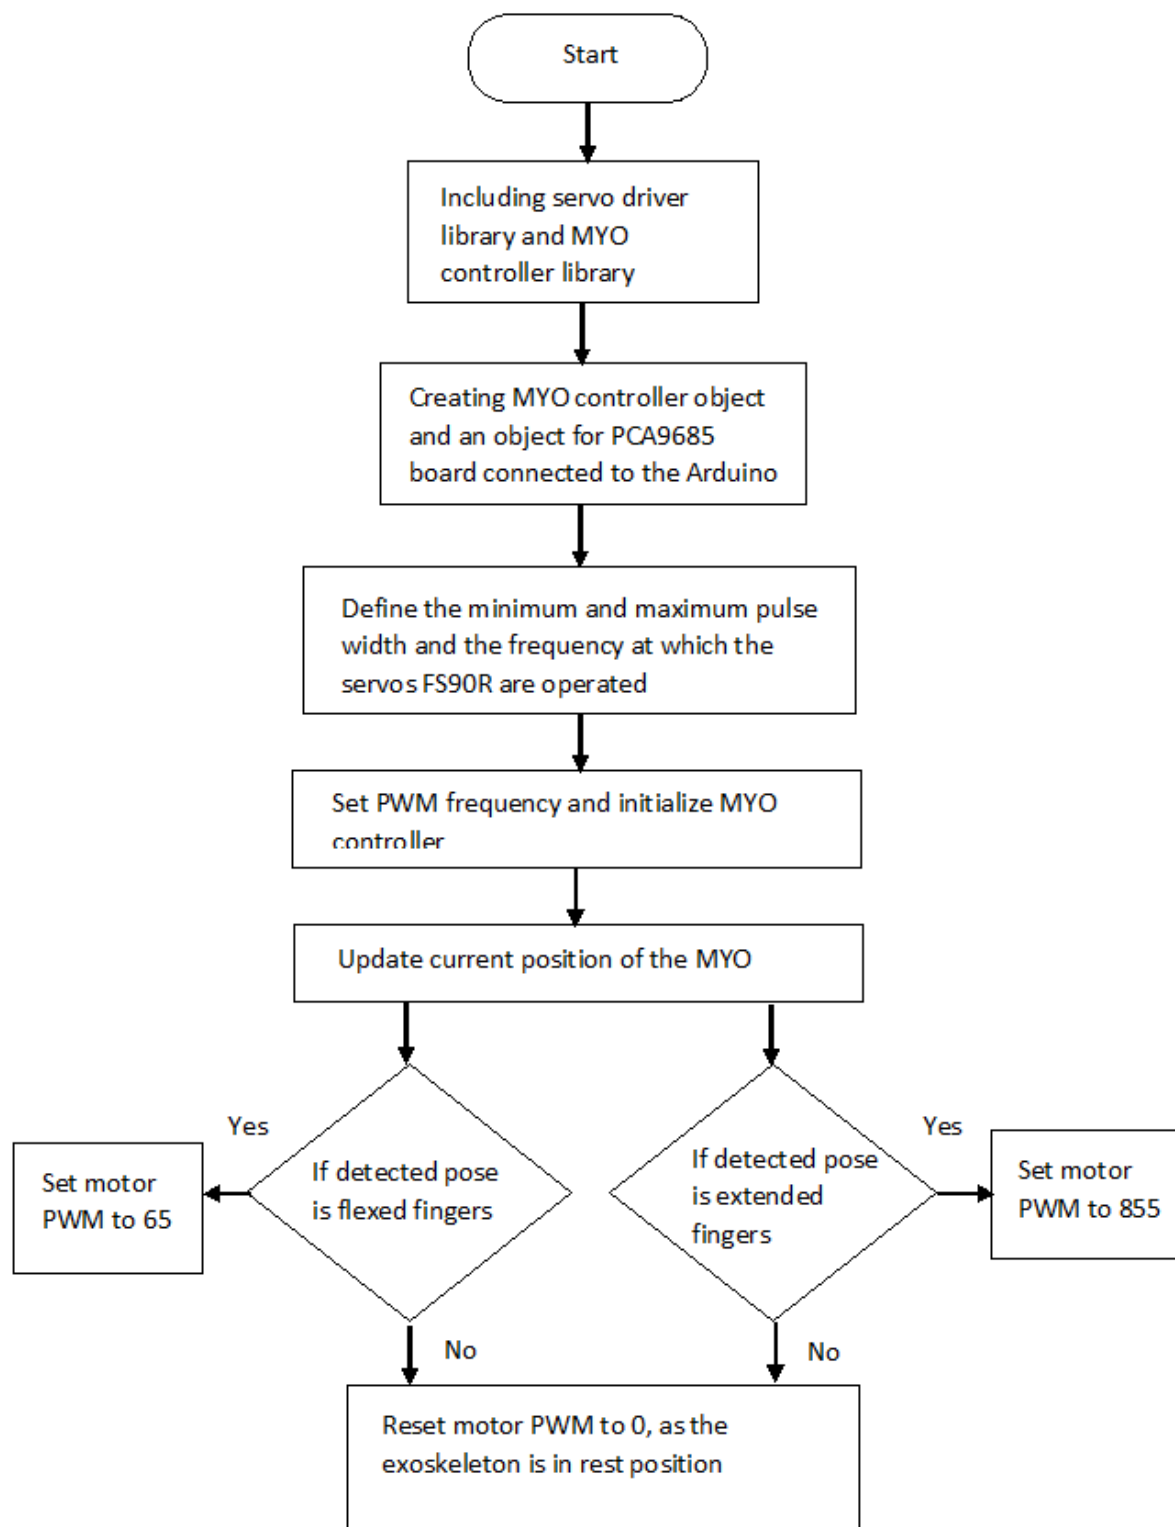 Start
Including servo driver
library and MYO
controller library
Creating MYO controller object
and an object for PCA9685
board connected to the Arduino
Define the minimum and maximum pulse
width and the frequency at which the
servos FS90R are operated
Set PWM frequency and initialize MYO
controller
Update current position of the MYO
Yes
If detected pose
is flexed fingers
Set motor
PWM to 65
Yes
If detected pose
is extended
fingers
Set motor
PWM to 855
No
No
Reset motor PWM to 0, as the
exoskeleton is in rest position